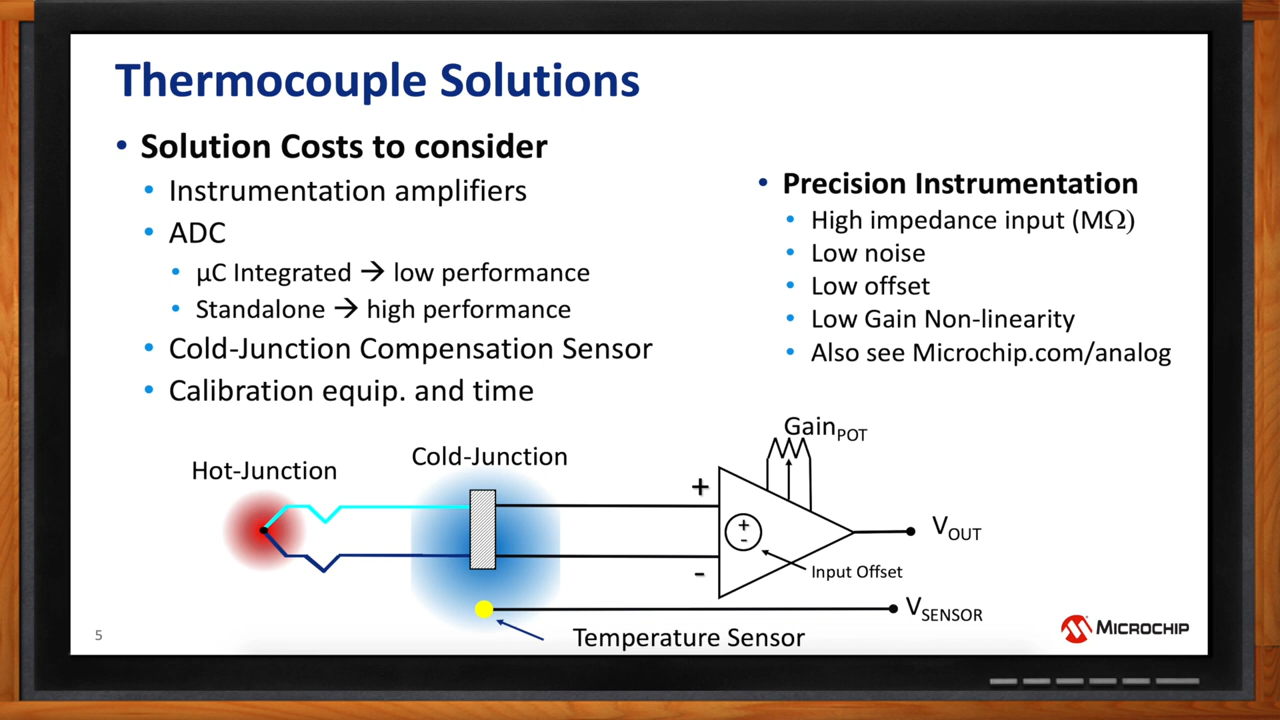 Thermocouple Solutions
• Solution Costs to consider
• Instrumentation amplifiers
• ADC
• µC Integrated → low performance
• Standalone → high performance
• Cold-Junction Compensation Sensor
• Calibration equip. and time
• Precision Instrumentation
• High impedance input (MΩ)
• Low noise
• Low offset
• Low Gain Non-linearity
• Also see Microchip.com/analog
Hot-Junction
Cold-Junction
GainPOT
+
-
+
-
VOUT
Input Offset
VSENSOR
Temperature Sensor
5
MICROCHIP